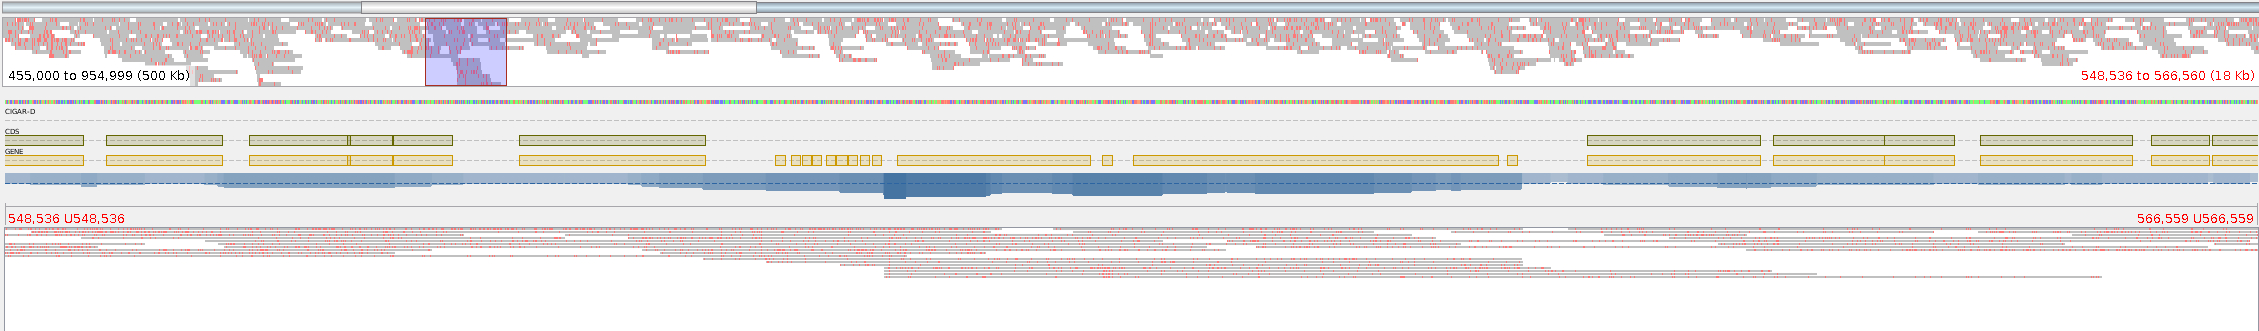 455,000 to 954,999 (500 Kb)
548,536 to 566,560 (18 Kb)
CIGAR-D
CDS
GENE
548,536 U548,536
566,559 U566,559